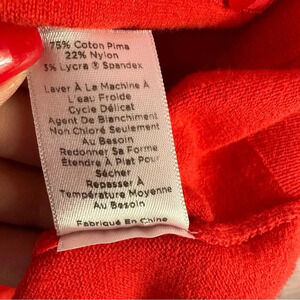 75% Coton Pima
22% Nylon
3% Lycra ® Spandex
Laver À La Machine À
L'eau Froide
Cycle Délicat
Agent De Blanchiment
Non Chloré Seulement
Au Besoin
Redonner Sa Forme
Étendre À Plat Pour
Sécher
Repasser À
Température Moyenne
Au Besoin
Fabriqué En Chine